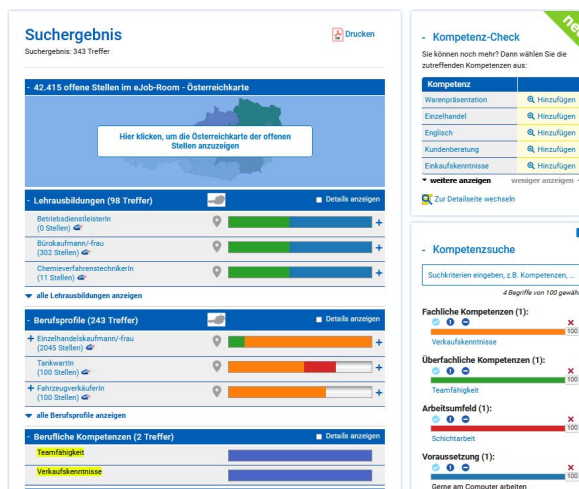 Suchergebnis
Drucken
Suchergebnis: 343 Treffer
- 42.415 offene Stellen im eJob-Room - Österreichkarte
Hier klicken, um die Österreichkarte der offenen
Stellen anzuzeigen
- Lehrausbildungen (98 Treffer)
Details anzeigen
BetriebsdienstleisterIn
(0 Stellen)
+
Bürokaufmann/-frau
(302 Stellen)
+
ChemieverfahrenstechnikerIn
(11 Stellen)
+
alle Lehrausbildungen anzeigen
- Berufsprofile (243 Treffer)
Details anzeigen
+ Einzelhandelskaufmann/-frau
(2045 Stellen)
+
TankwartIn
(100 Stellen)
+
+ FahrzeugverkäuferIn
(100 Stellen)
+
alle Berufsprofile anzeigen
- Berufliche Kompetenzen (2 Treffer)
Details anzeigen
Teamfähigkeit
Verkaufskenntnisse
neu
- Kompetenz-Check
Sie können noch mehr? Dann wählen Sie die
zutreffenden Kompetenzen aus:
Kompetenz
Warenpräsentation Hinzufügen
Einzelhandel Hinzufügen
Englisch Hinzufügen
Kundenberatung Hinzufügen
Einkaufskenntnisse Hinzufügen
weitere anzeigen weniger anzeigen
Zur Detailseite wechseln
- Kompetenzsuche
Suchkriterien eingeben, z.B. Kompetenzen, ...
4 Begriffe von 100 gewäh
Fachliche Kompetenzen (1):
100
Verkaufskenntnisse
Überfachliche Kompetenzen (1):
100
Teamfähigkeit
Arbeitsumfeld (1):
100
Schichtarbeit
Voraussetzung (1):
100
Gerne am Computer arbeiten